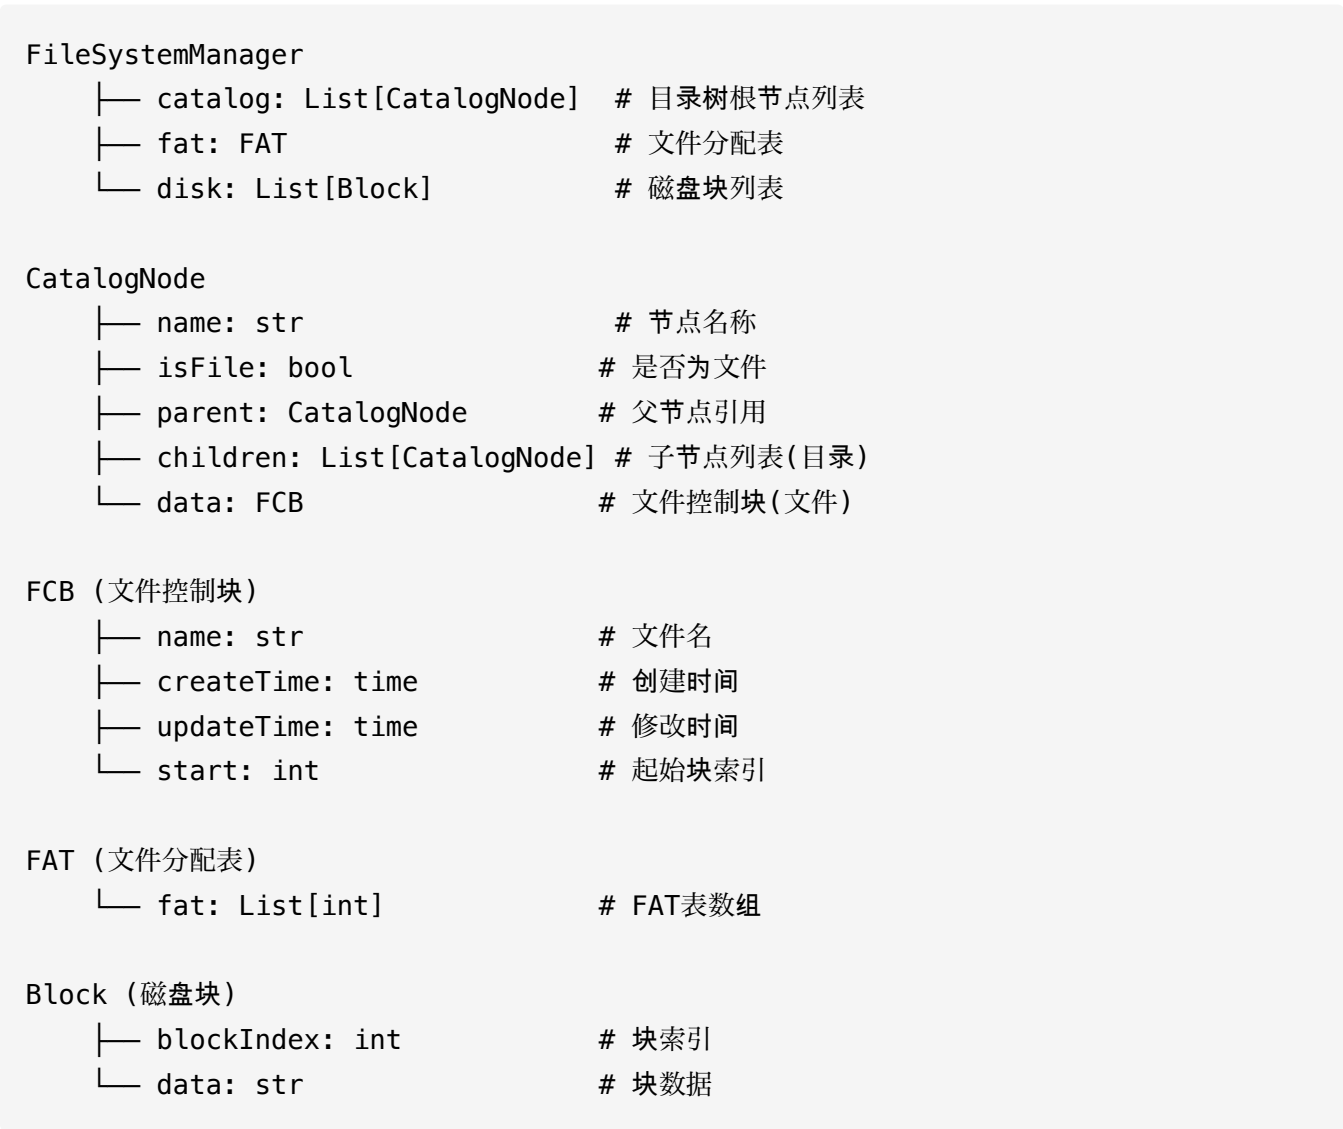 FileSystemManager
    ├── catalog: List[CatalogNode]  # 目录树根节点列表
    ├── fat: FAT                    # 文件分配表
    └── disk: List[Block]           # 磁盘块列表

CatalogNode
    ├── name: str                  # 节点名称
    ├── isFile: bool               # 是否为文件
    ├── parent: CatalogNode        # 父节点引用
    ├── children: List[CatalogNode] # 子节点列表(目录)
    └── data: FCB                  # 文件控制块(文件)

FCB (文件控制块)
    ├── name: str                  # 文件名
    ├── createTime: time           # 创建时间
    ├── updateTime: time           # 修改时间
    └── start: int                 # 起始块索引

FAT (文件分配表)
    └── fat: List[int]             # FAT表数组

Block (磁盘块)
    ├── blockIndex: int            # 块索引
    └── data: str                  # 块数据